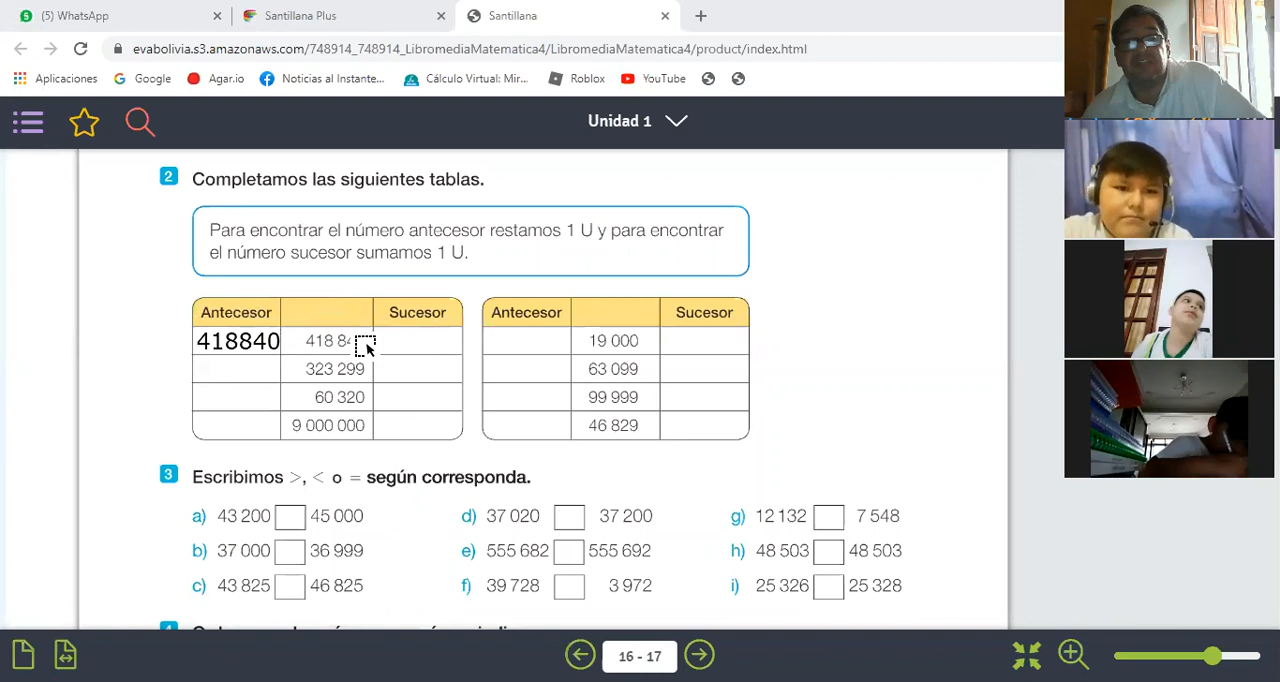 (5) WhatsApp
Santillana Plus
Santillana
evabolivia.s3.amazonaws.com/748914_748914_LibromediaMatematica4/LibromediaMatematica4/product/index.html
Aplicaciones Google Agar.io Noticias al Instante... Cálculo Virtual: Mir... Roblox YouTube
Unidad 1
2 Completamos las siguientes tablas.
Para encontrar el número antecesor restamos 1 U y para encontrar
el número sucesor sumamos 1 U.
Antecesor Sucesor
418840 418 84
323 299
60 320
9 000 000
Antecesor Sucesor
19 000
63 099
99 999
46 829
3 Escribimos >, < o = según corresponda.
a) 43 200 45 000 d) 37 020 37 200 g) 12 132 7 548
b) 37 000 36 999 e) 555 682 555 692 h) 48 503 48 503
c) 43 825 46 825 f) 39 728 3 972 i) 25 326 25 328
16 - 17